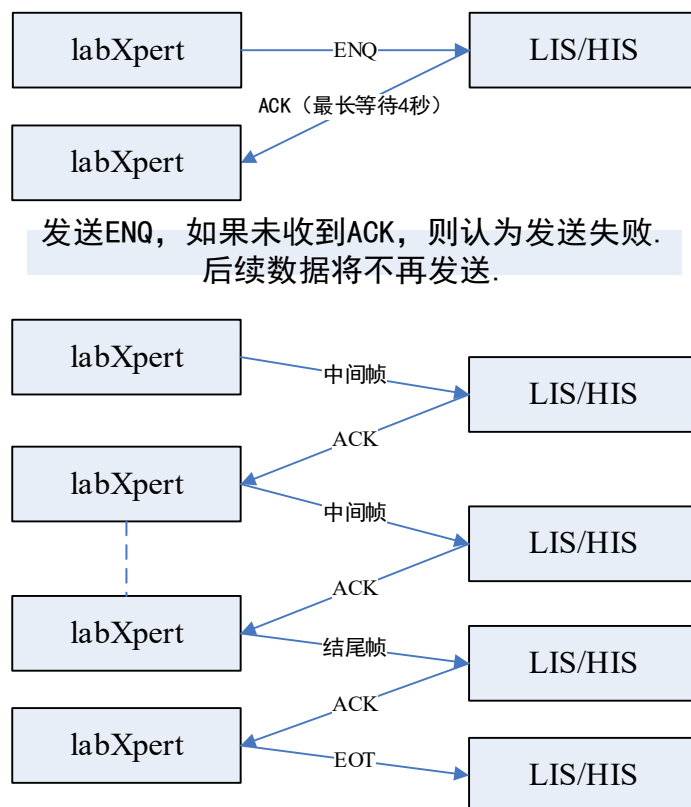 labXpert
ENQ
LIS/HIS
ACK（最长等待4秒）
labXpert
发送ENQ, 如果未收到ACK, 则认为发送失败.
后续数据将不再发送.
labXpert
中间帧
LIS/HIS
ACK
labXpert
中间帧
LIS/HIS
ACK
labXpert
结尾帧
LIS/HIS
ACK
labXpert
EOT
LIS/HIS